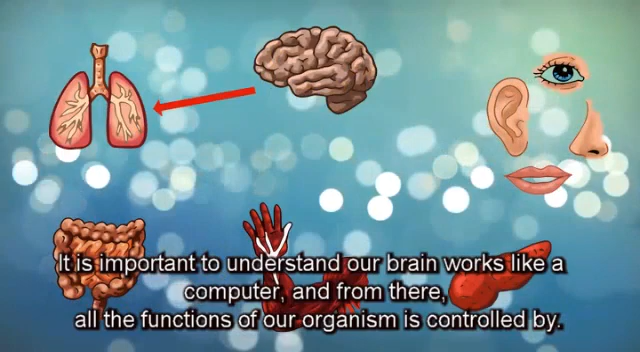 It is important to understand our brain works like a
computer, and from there,
all the functions of our organism is controlled by.